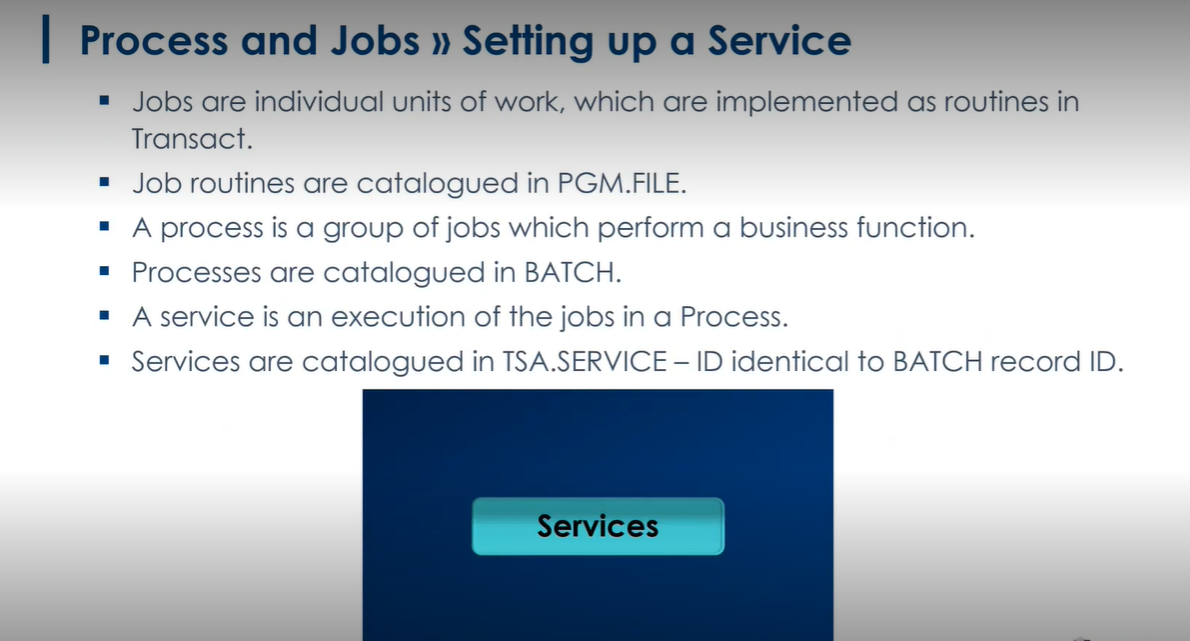 Process and Jobs » Setting up a Service
▪ Jobs are individual units of work, which are implemented as routines in
Transact.
▪ Job routines are catalogued in PGM.FILE.
▪ A process is a group of jobs which perform a business function.
▪ Processes are catalogued in BATCH.
▪ A service is an execution of the jobs in a Process.
▪ Services are catalogued in TSA.SERVICE – ID identical to BATCH record ID.
Services